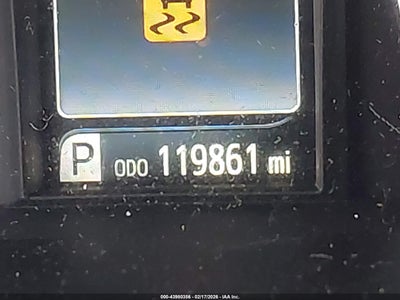 P ODO 119861 mi
000-43980356 - 02/17/2026 - IAA Inc.